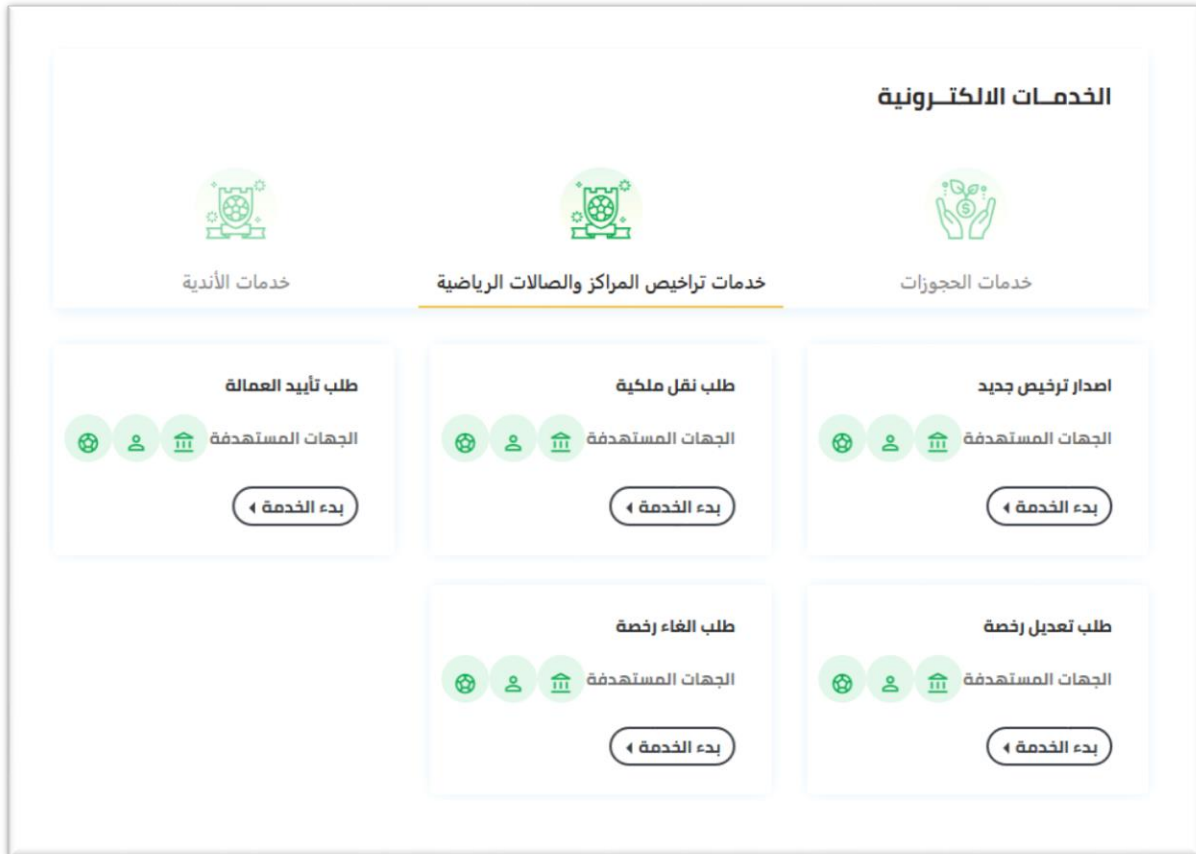 الخدمــات الالكتــرونية
خدمات الحجوزات
خدمات تراخيص المراكز والصالات الرياضية
خدمات الأندية
اصدار ترخيص جديد
الجهات المستهدفة
بدء الخدمة
طلب نقل ملكية
الجهات المستهدفة
بدء الخدمة
طلب تأييد العمالة
الجهات المستهدفة
بدء الخدمة
طلب تعديل رخصة
الجهات المستهدفة
بدء الخدمة
طلب الغاء رخصة
الجهات المستهدفة
بدء الخدمة